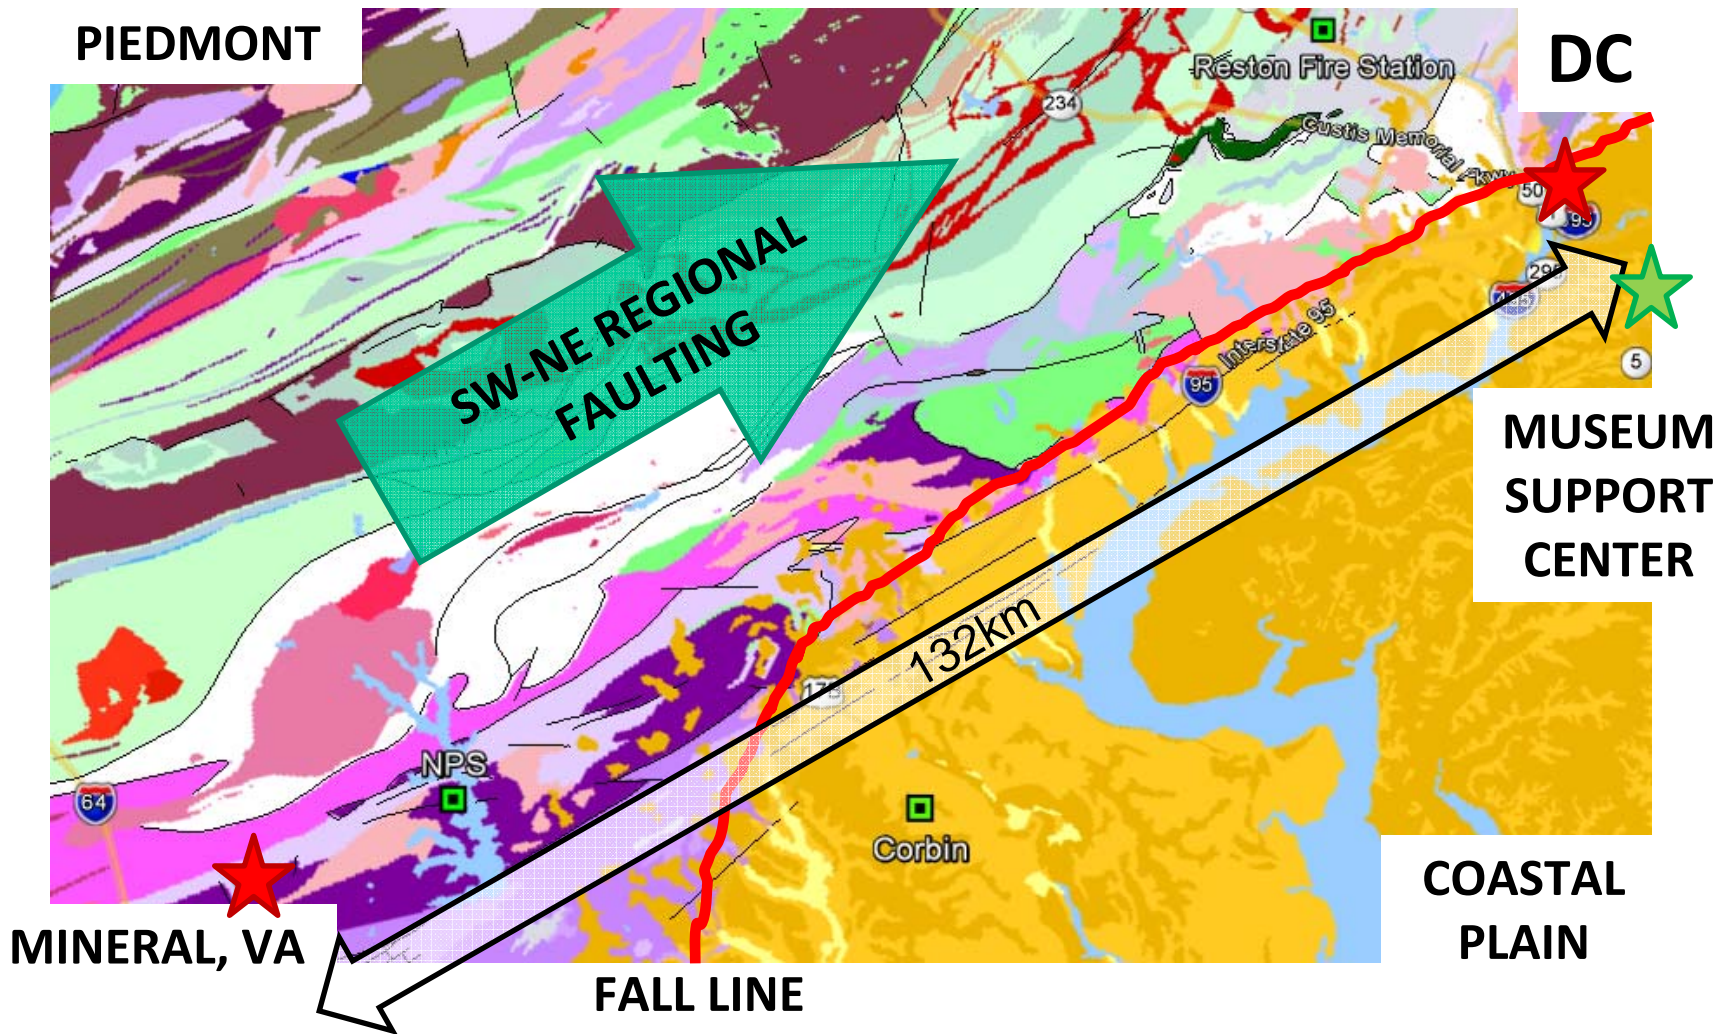 PIEDMONT
DC
Reston Fire Station
234
Custis Memorial
Pkwy
50
95
SW-NE REGIONAL
FAULTING
295
5
Interstate 95
95
MUSEUM
SUPPORT
CENTER
132km
NPS
64
Corbin
MINERAL, VA
COASTAL
PLAIN
FALL LINE